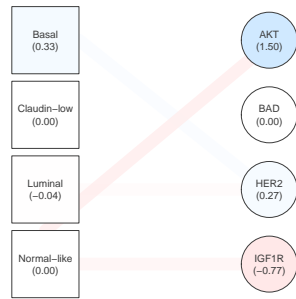 Basal
(0.33)
Claudin−low
(0.00)
Luminal
(−0.04)
Normal−like
(0.00)
AKT
(1.50)
BAD
(0.00)
HER2
(0.27)
IGF1R
(−0.77)